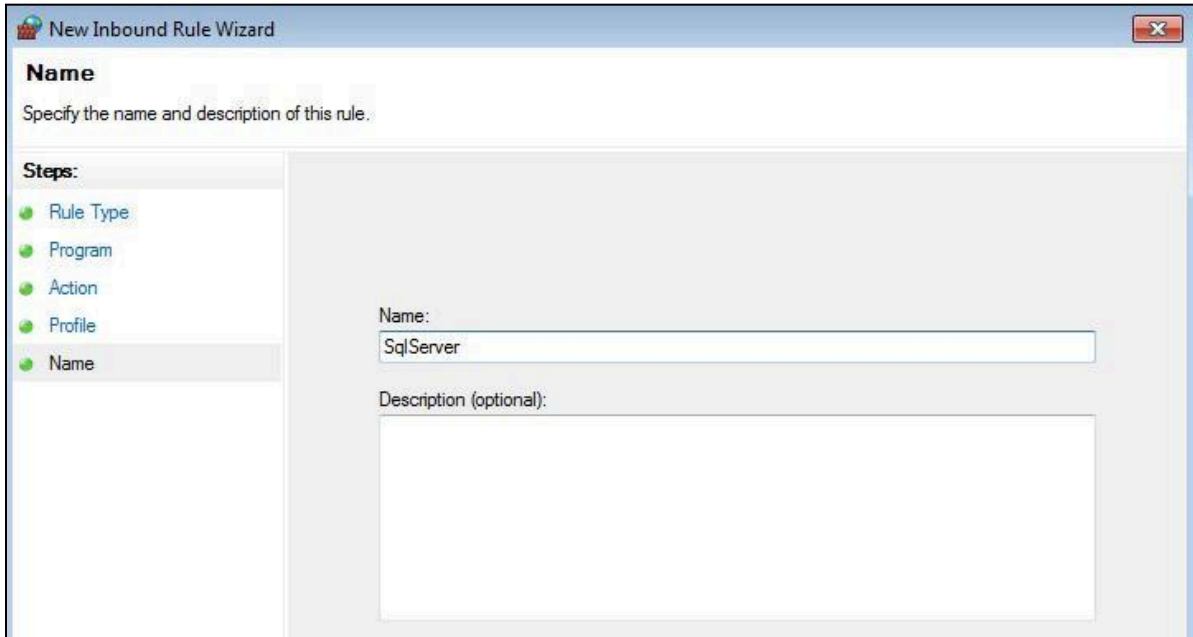 New Inbound Rule Wizard
Name
Specify the name and description of this rule.
Steps:
Rule Type
Program
Action
Profile
Name
Name:
SqlServer
Description (optional):